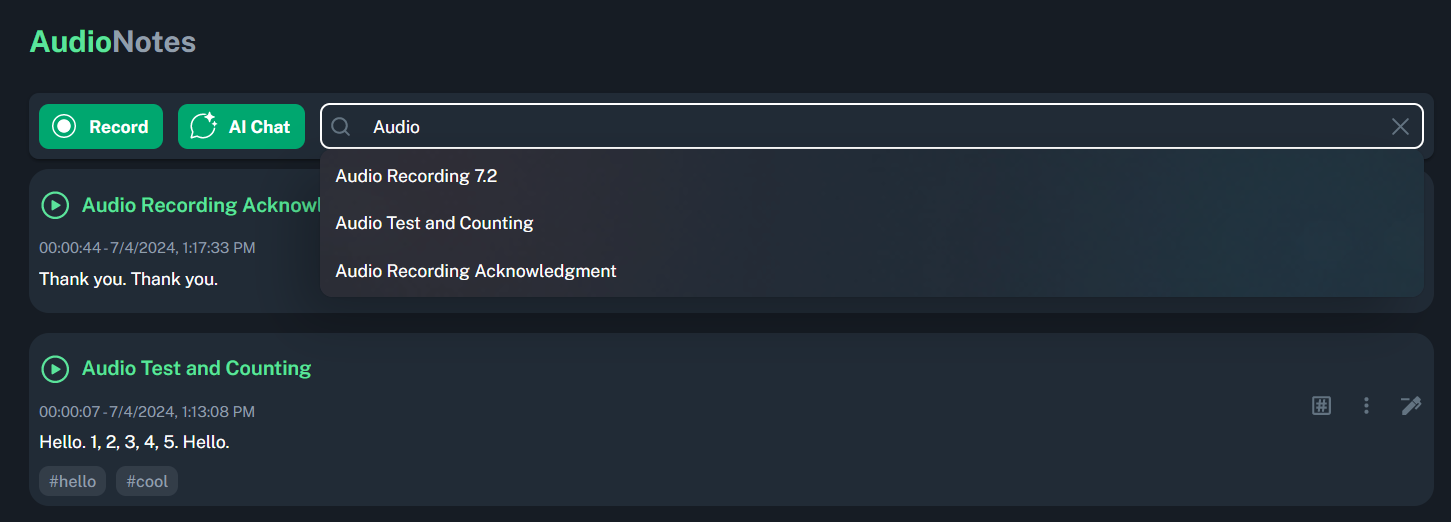 AudioNotes
Record
AI Chat
Audio
Audio Recording 7.2
Audio Test and Counting
Audio Recording Acknowledgment
Audio Recording
00:00:44 - 7/4/2024, 1:17:33 PM
Thank you. Thank you.
Audio Test and Counting
00:00:07 - 7/4/2024, 1:13:08 PM
Hello. 1, 2, 3, 4, 5. Hello.
#hello #cool